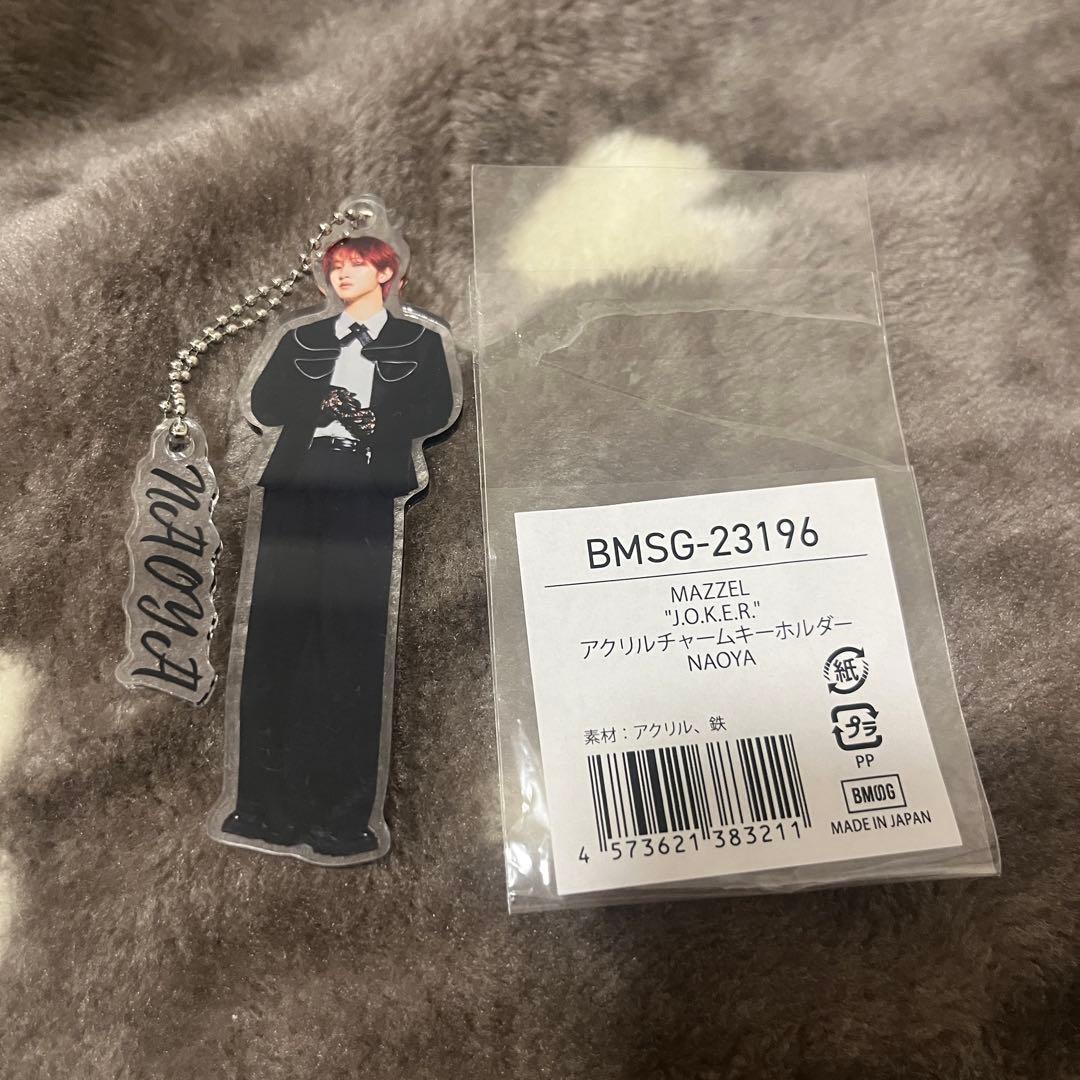 NAOYA
BMSG-23196
MAZZEL
"J.O.K.E.R."
アクリルチャームキーホルダー
NAOYA
紙
素材：アクリル、鉄
プラ
PP
BMSG
MADE IN JAPAN
4 573621 383211